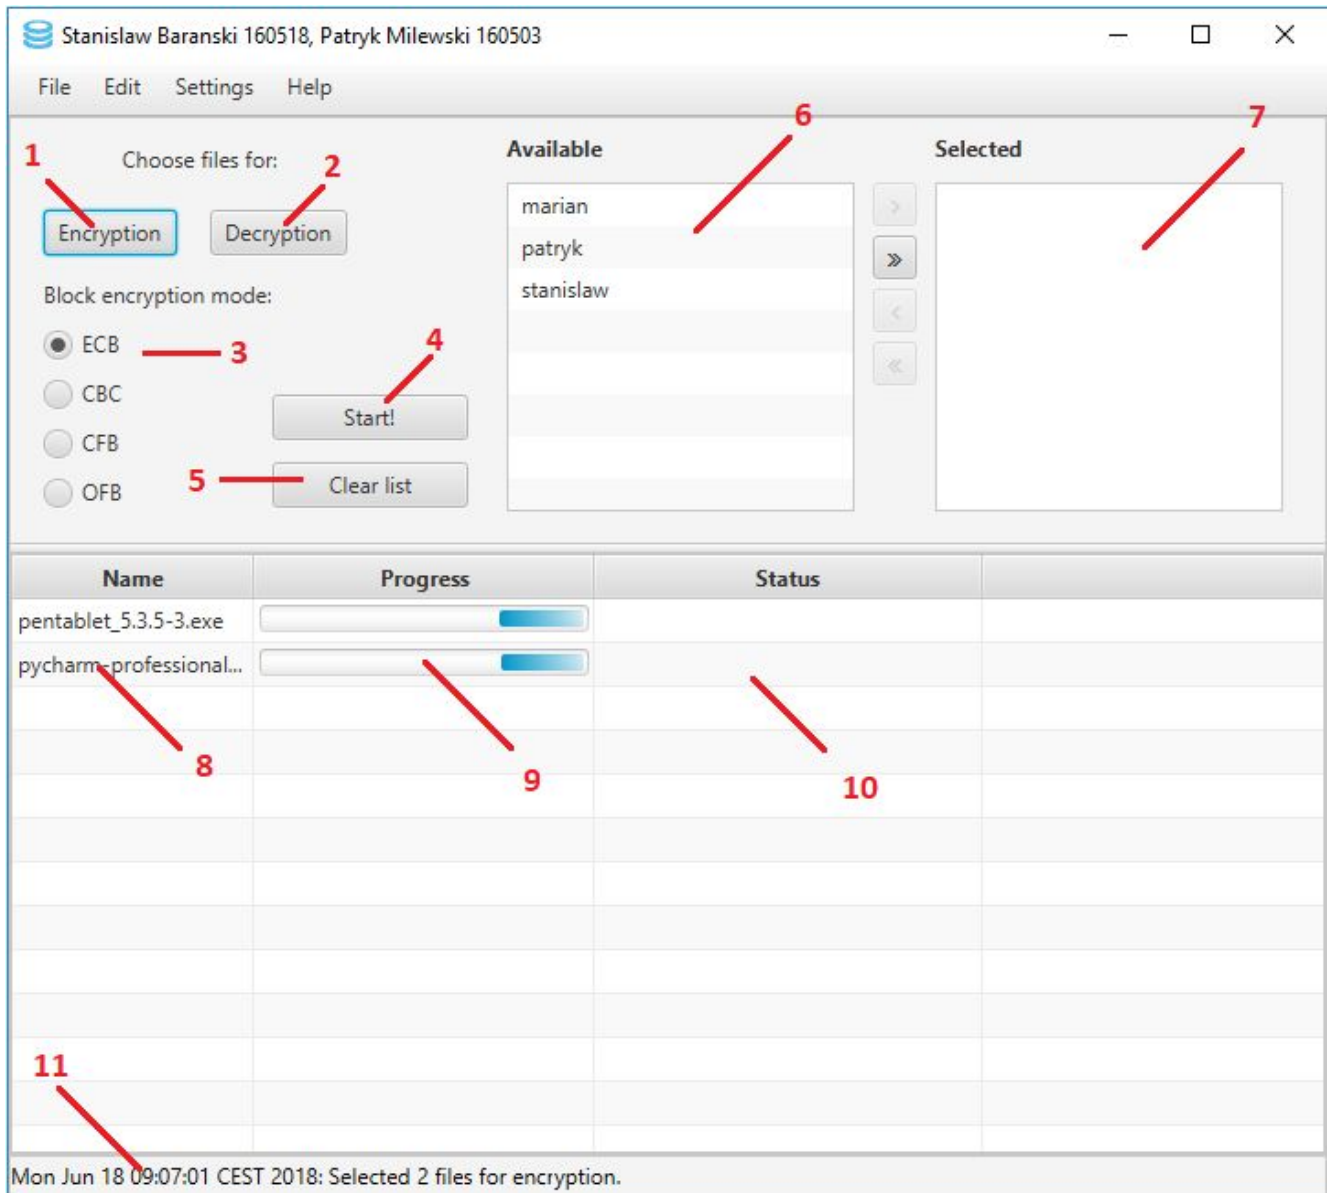 Stanislaw Baranski 160518, Patryk Milewski 160503
File Edit Settings Help
1
Choose files for:
2
Encryption
Decryption
Block encryption mode:
ECB
3
CBC
CFB
OFB
4
Start!
5
Clear list
Available
6
marian
patryk
stanislaw
>
»
<
«
Selected
7
Name Progress Status
pentablet_5.3.5-3.exe
pycharm-professional...
8
9
10
11
Mon Jun 18 09:07:01 CEST 2018: Selected 2 files for encryption.